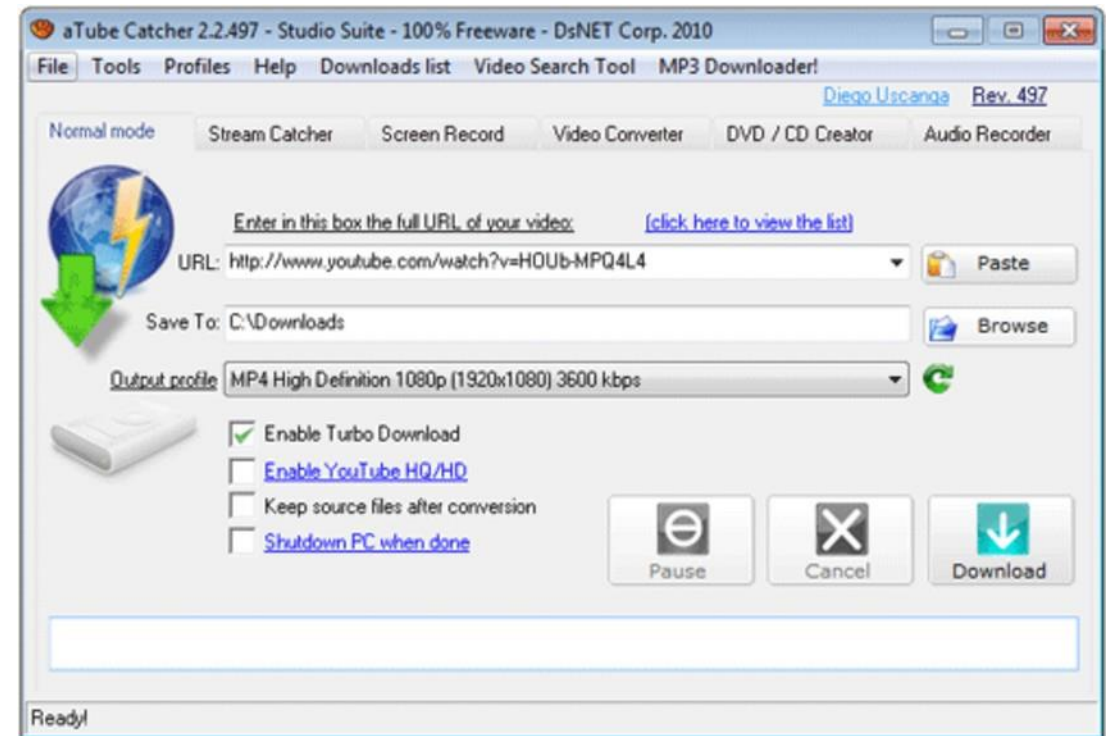 aTube Catcher 2.2.497 - Studio Suite - 100% Freeware - DsNET Corp. 2010
File Tools Profiles Help Downloads list Video Search Tool MP3 Downloader!
Diego Uscanga Rev. 497
Normal mode Stream Catcher Screen Record Video Converter DVD / CD Creator Audio Recorder
Enter in this box the full URL of your video: (click here to view the list)
URL: http://www.youtube.com/watch?v=HOUb-MPQ4L4 Paste
Save To: C:\Downloads Browse
Output profile MP4 High Definition 1080p (1920x1080) 3600 kbps
Enable Turbo Download
Enable YouTube HQ/HD
Keep source files after conversion
Shutdown PC when done
Pause Cancel Download
Ready!